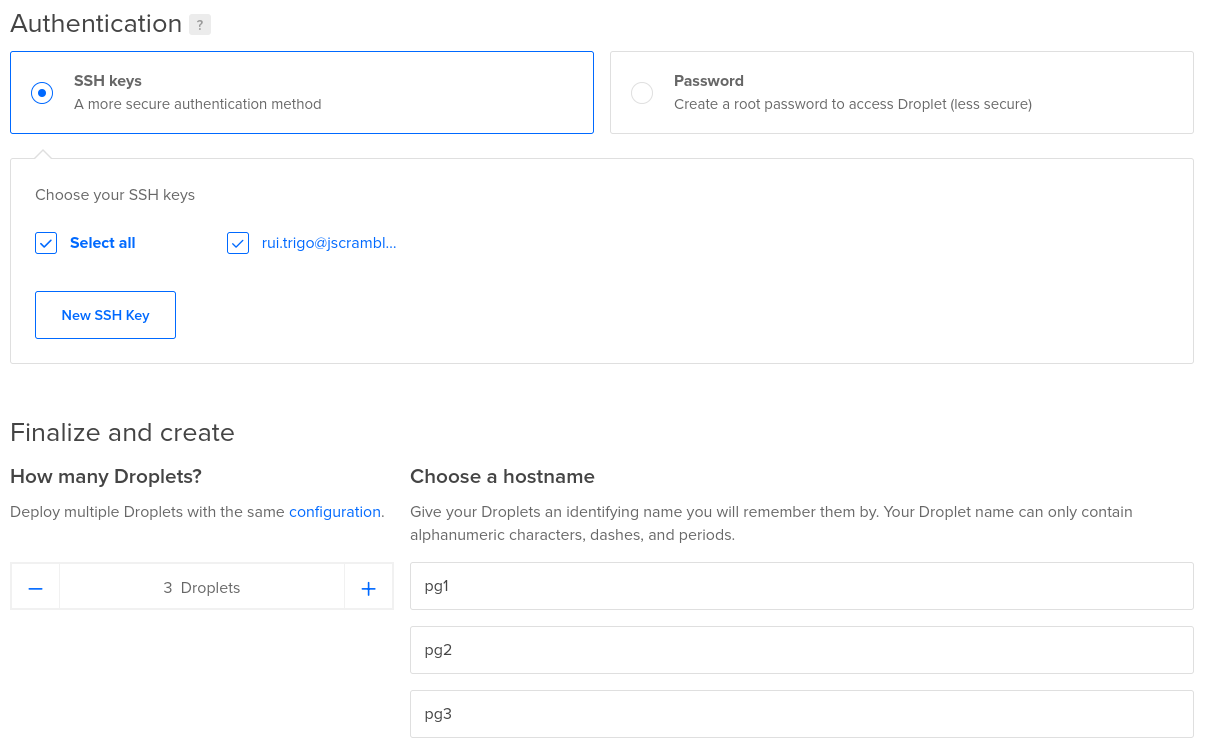 Authentication ?
SSH keys
A more secure authentication method
Password
Create a root password to access Droplet (less secure)
Choose your SSH keys
Select all
rui.trigo@jscrambl...
New SSH Key
Finalize and create
How many Droplets?
Deploy multiple Droplets with the same configuration.
3 Droplets
Choose a hostname
Give your Droplets an identifying name you will remember them by. Your Droplet name can only contain
alphanumeric characters, dashes, and periods.
pg1
pg2
pg3